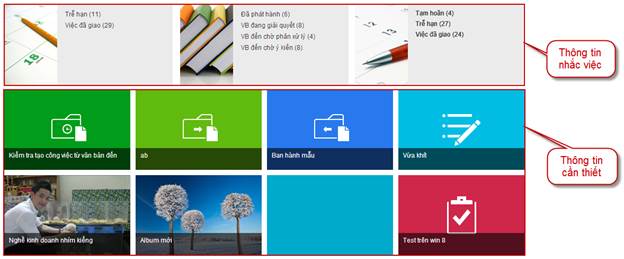 Trễ hạn (11)
Việc đã giao (29)
Đã phát hành (5)
VB đang giải quyết (8)
VB đến chờ phân xử lý (4)
VB đến chờ ý kiến (8)
Tạm hoãn (4)
Trễ hạn (27)
Việc đã giao (24)
Thông tin
nhắc việc
Kiểm tra tạo công việc từ văn bản đến
ab
Ban hành mẫu
Vừa khít
Thông tin
cần thiết
Nghề kinh doanh nhím kiểng
Album mới
Test trên win 8
18